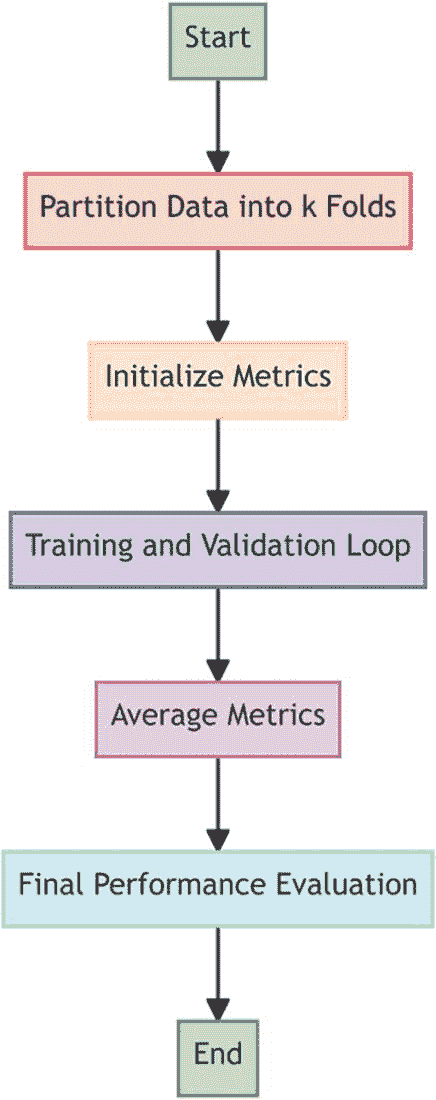 Start
Partition Data into k Folds
Initialize Metrics
Training and Validation Loop
Average Metrics
Final Performance Evaluation
End